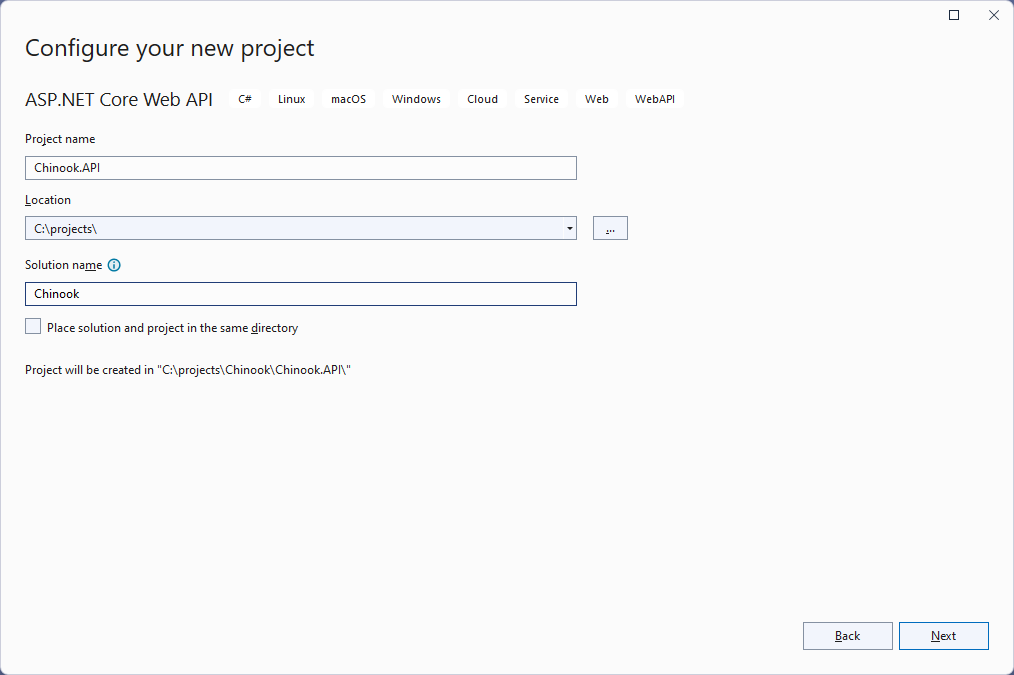 Configure your new project
ASP.NET Core Web API C# Linux macOS Windows Cloud Service Web WebAPI
Project name
Chinook.API
Location
C:\projects\
...
Solution name
Chinook
Place solution and project in the same directory
Project will be created in "C:\projects\Chinook\Chinook.API\"
Back Next